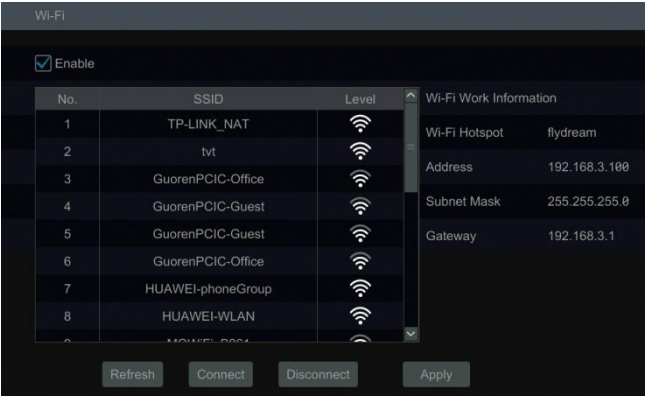 Wi-Fi
Enable
No. SSID Level
1 TP-LINK_NAT
2 tvt
3 GuorenPCIC-Office
4 GuorenPCIC-Guest
5 GuorenPCIC-Guest
6 GuorenPCIC-Office
7 HUAWEI-phoneGroup
8 HUAWEI-WLAN
Wi-Fi Work Information
Wi-Fi Hotspot flydream
Address 192.168.3.100
Subnet Mask 255.255.255.0
Gateway 192.168.3.1
Refresh Connect Disconnect Apply